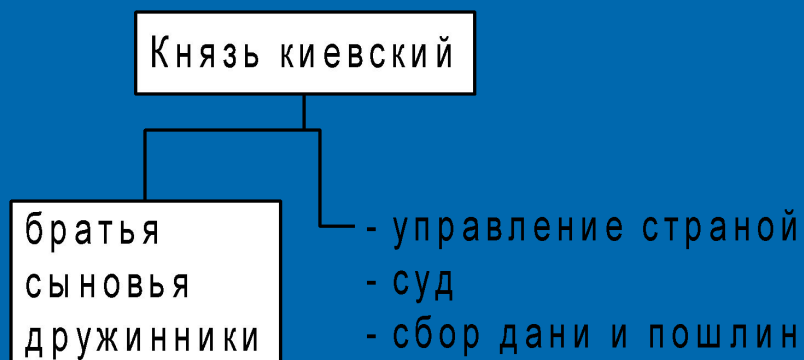 Князь киевский
братья
сыновья
дружинники
- управление страной
- суд
- сбор дани и пошлин